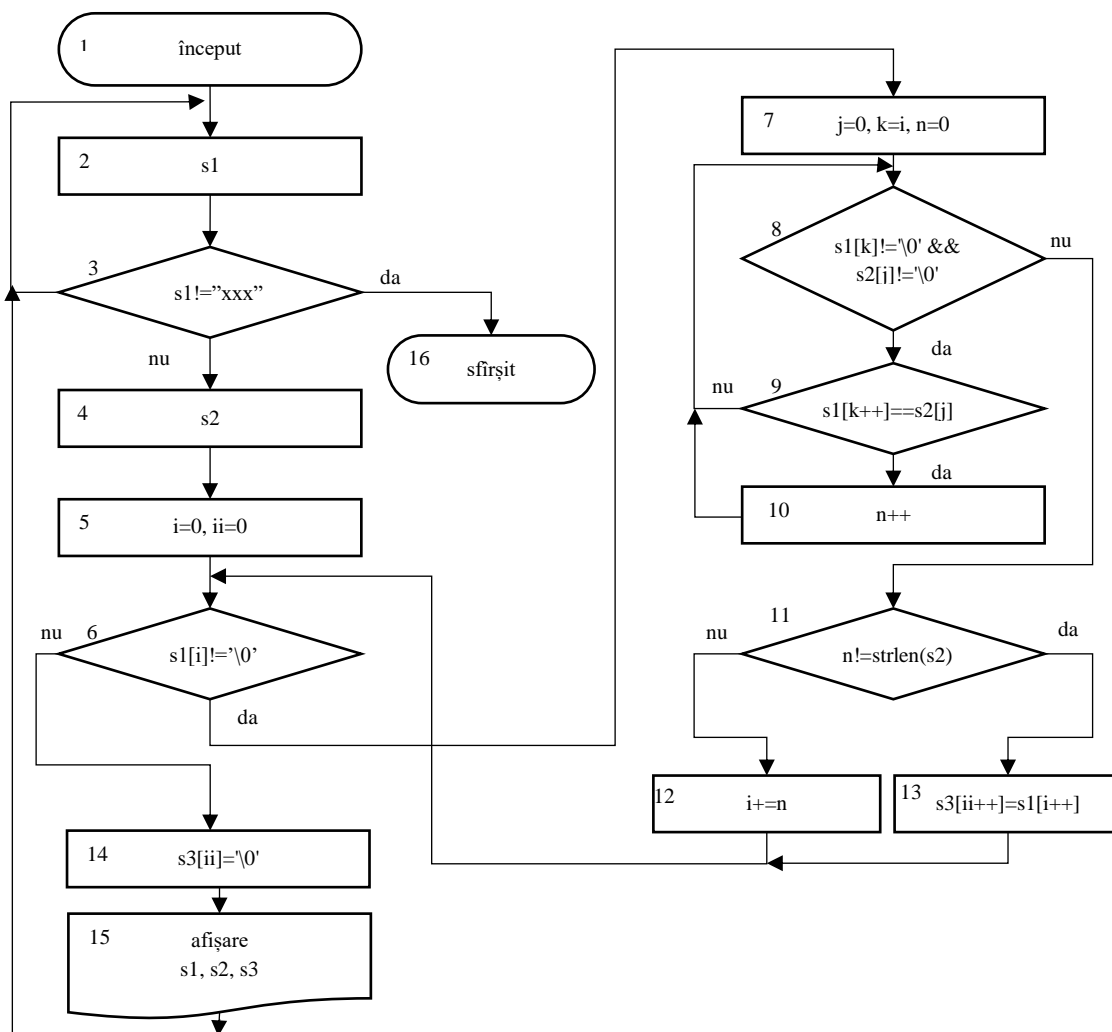 1
început
2
s1
3
s1!=”xxx”
da
nu
16
sfîrșit
4
s2
5
i=0, ii=0
6
nu
s1[i]!=’\0’
da
7
j=0, k=i, n=0
8
s1[k]!='\0' &&
s2[j]!='\0'
nu
da
9
nu
s1[k++]==s2[j]
da
10
n++
11
nu
n!=strlen(s2)
da
12
i+=n
13
s3[ii++]=s1[i++]
14
s3[ii]='\0'
15
afișare
s1, s2, s3